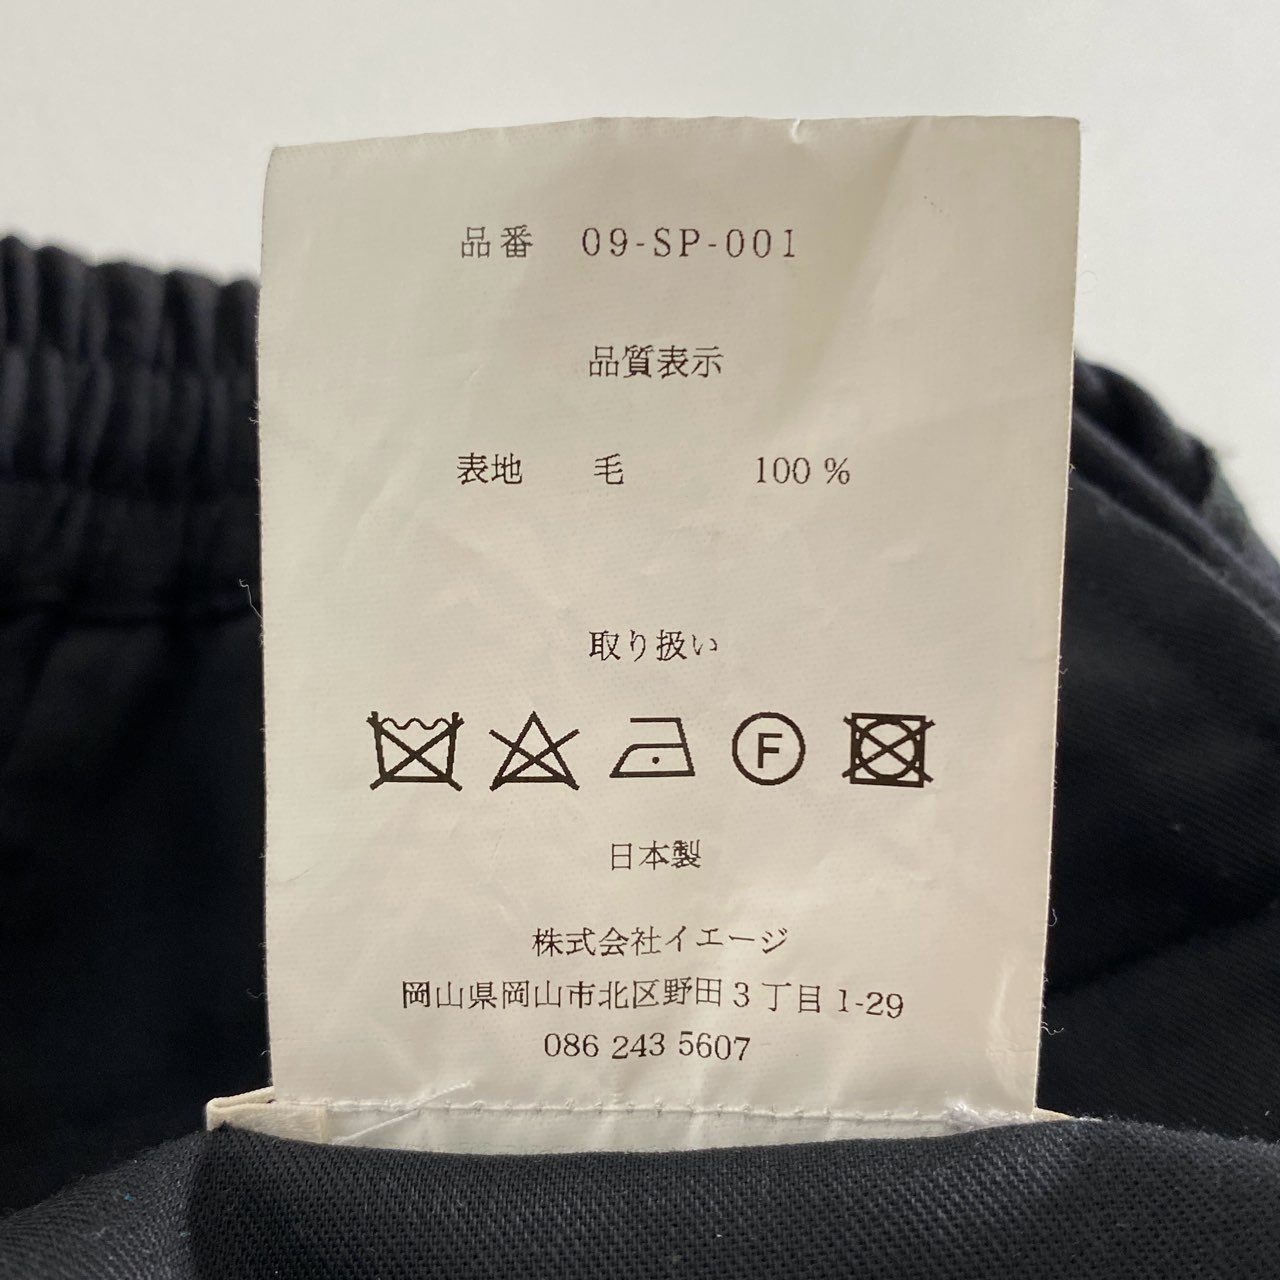 品番 09-SP-001
品質表示
表地 毛 100 %
取り扱い
F
日本製
株式会社イエージ
岡山県岡山市北区野田3丁目1-29
086 243 5607